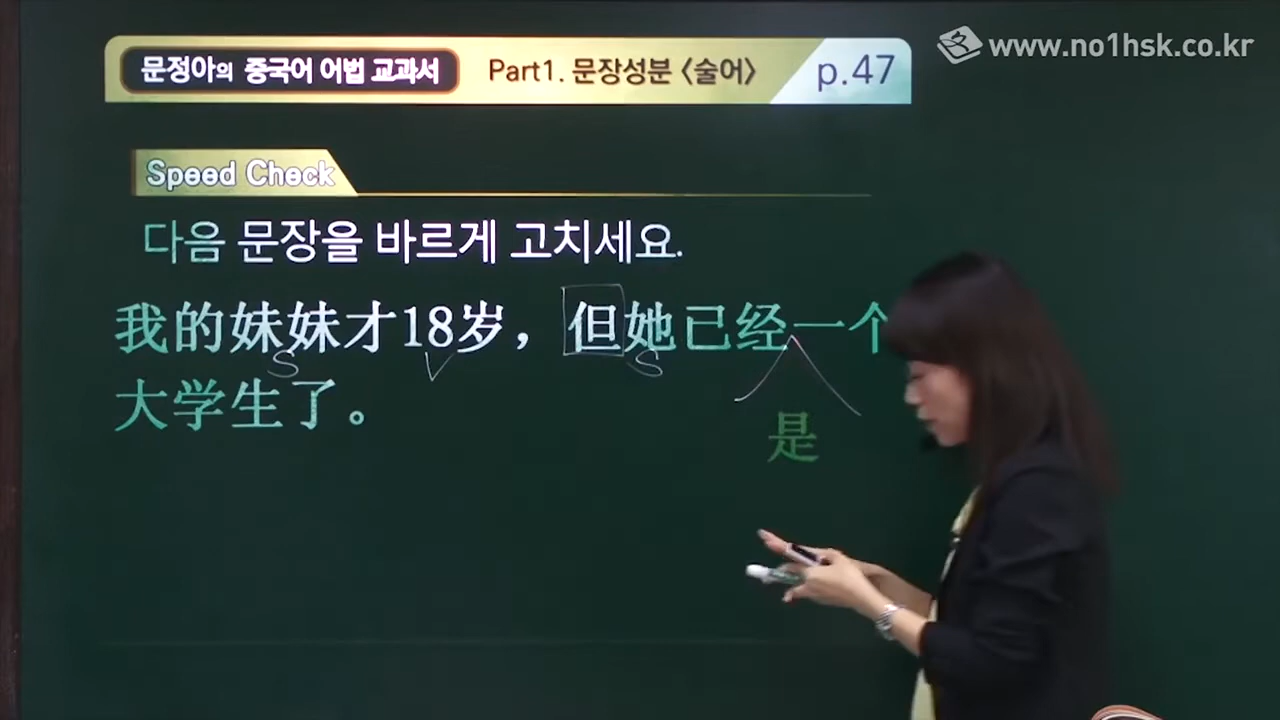 www.no1hsk.co.kr
문정아의 중국어 어법 교과서 Part1. 문장성분 〈술어〉 p.47
Speed Check
다음 문장을 바르게 고치세요.
我的妹妹才18岁，但她已经一个
S V S
大学生了。
是